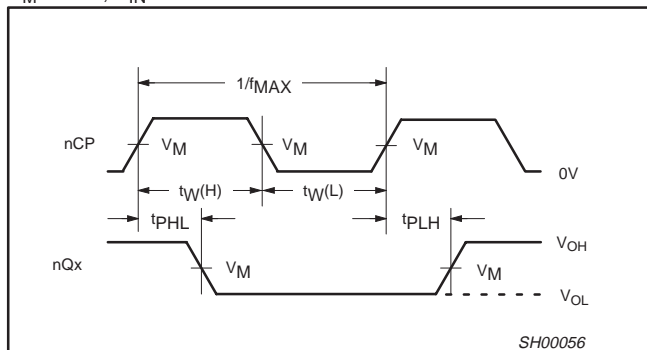 1/fMAX
nCP
VM
VM
VM
0V
tW(H)
tW(L)
tPHL
tPLH
VOH
nQx
VM
VM
VOL
SH00056